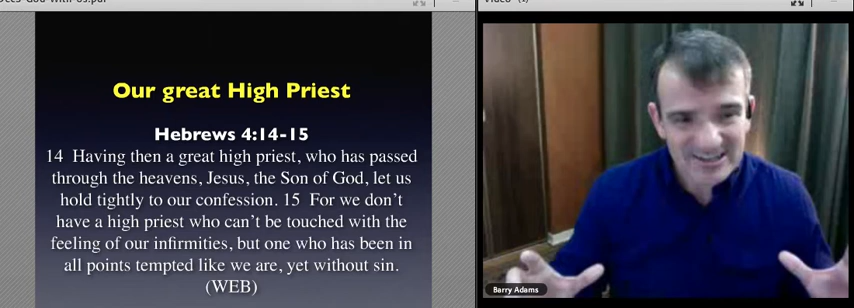 Our great High Priest
Hebrews 4:14-15
14 Having then a great high priest, who has passed
through the heavens, Jesus, the Son of God, let us
hold tightly to our confession. 15 For we don't
have a high priest who can't be touched with the
feeling of our infirmities, but one who has been in
all points tempted like we are, yet without sin.
(WEB)
Barry Adams